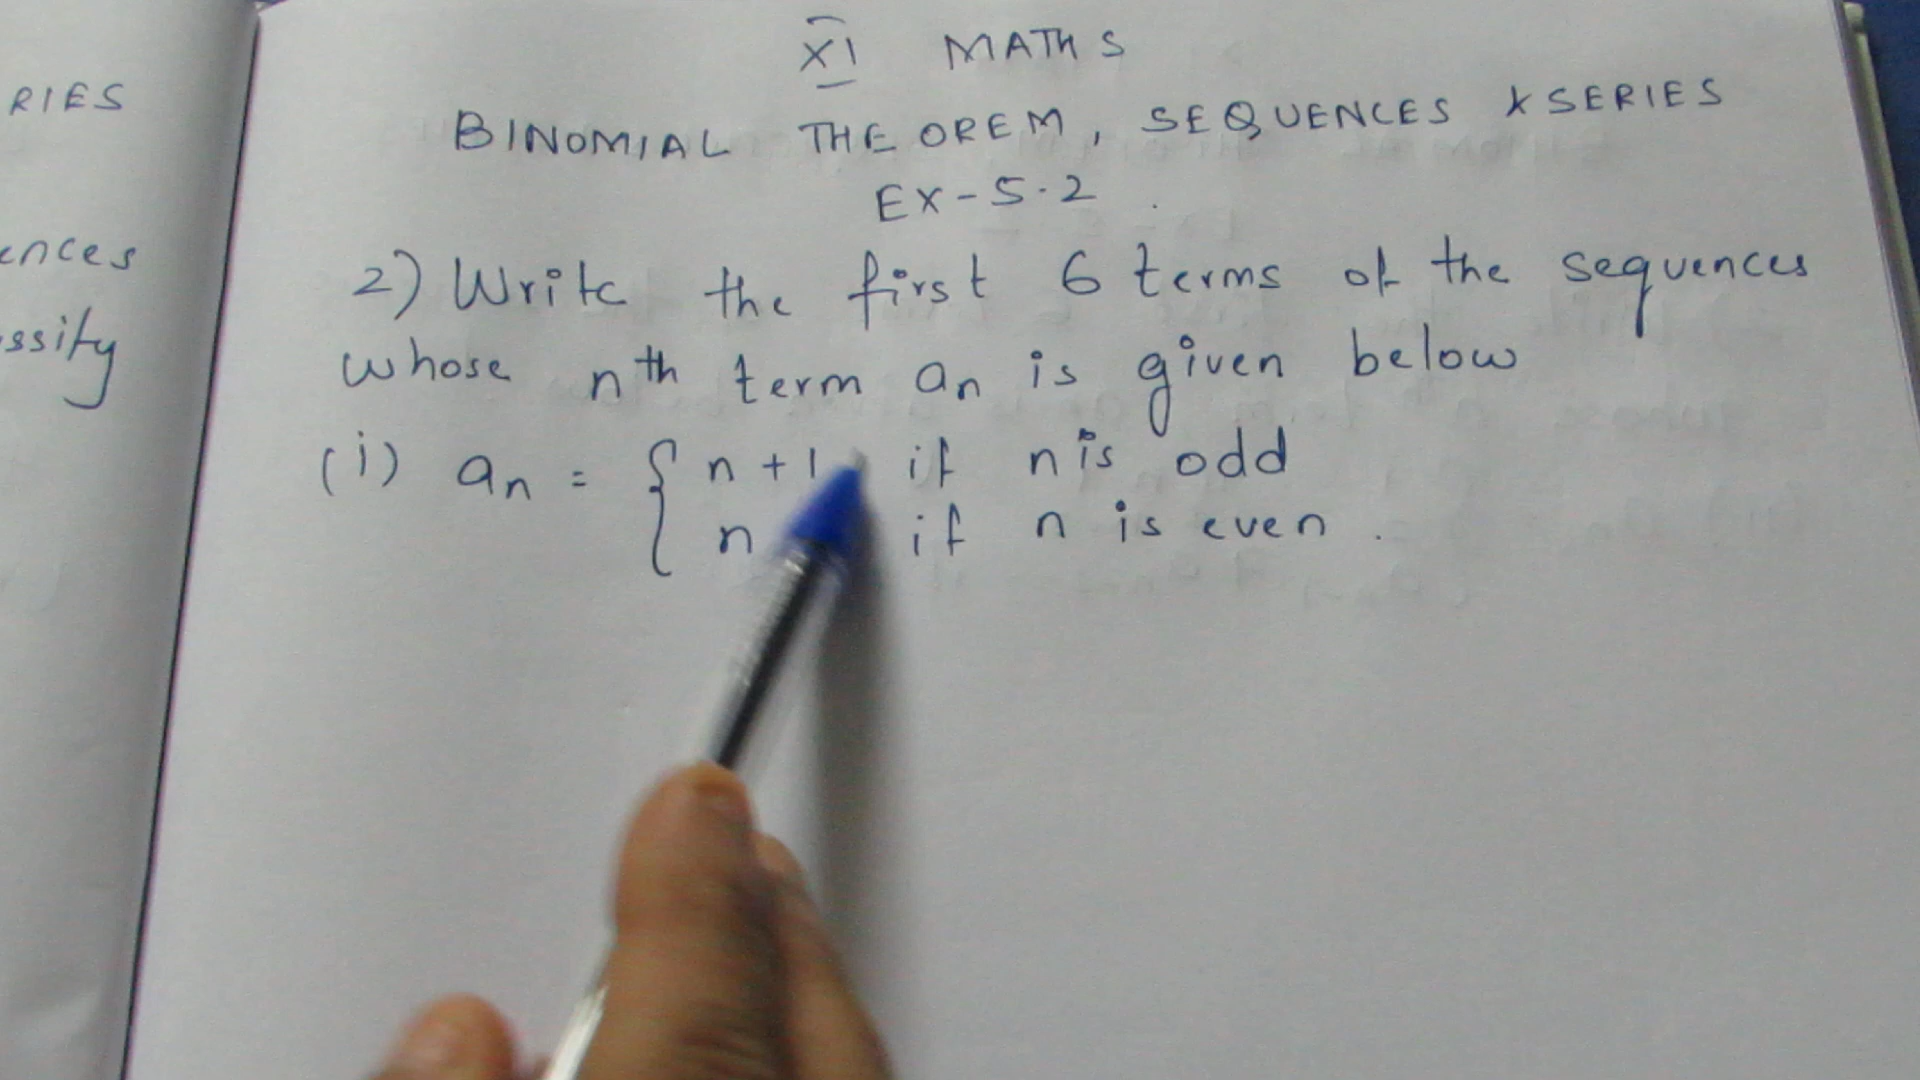 RIES
ences
ssify
XI MATHS
BINOMIAL THEOREM, SEQUENCES & SERIES
EX-5.2.
2) Write the first 6 terms of the sequences
whose nth term an is given below
(i) an = { n+1 if n is odd
n if n is even.